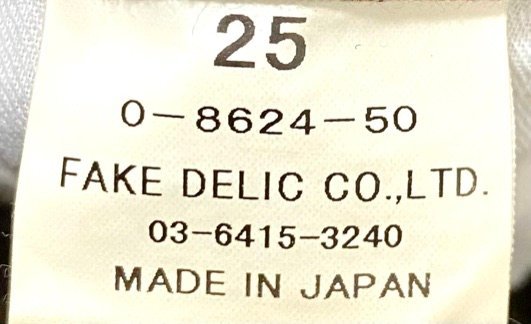 25
0-8624-50
FAKE DELIC CO.,LTD.
03-6415-3240
MADE IN JAPAN